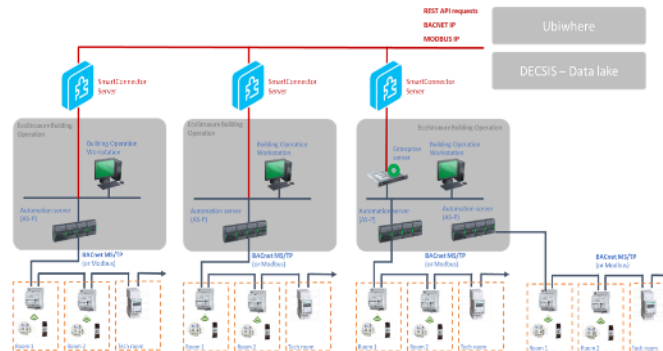 REST API requests
BACNET IP
MODBUS IP
Ubiwhere
DECSIS – Data lake
SmartConnector
Server
SmartConnector
Server
SmartConnector
Server
EcoStruxure Building
Operation
Building Operation
Workstation
Automation server
(AS-P)
EcoStruxure Building
Operation
Building Operation
Workstation
Automation server
(AS-P)
EcoStruxure Building Operation
Enterprise
server
Building Operation
Workstation
Automation server
(AS-P)
Automation server
(AS-P)
BACnet MS/TP
(or Modbus)
BACnet MS/TP
(or Modbus)
BACnet MS/TP
(or Modbus)
BACnet MS/TP
(or Modbus)
Room 1
Room 2
Tech room
Room 1
Room 2
Tech room
Room 1
Room 2
Tech room
Room 1
Room 2
Tech room